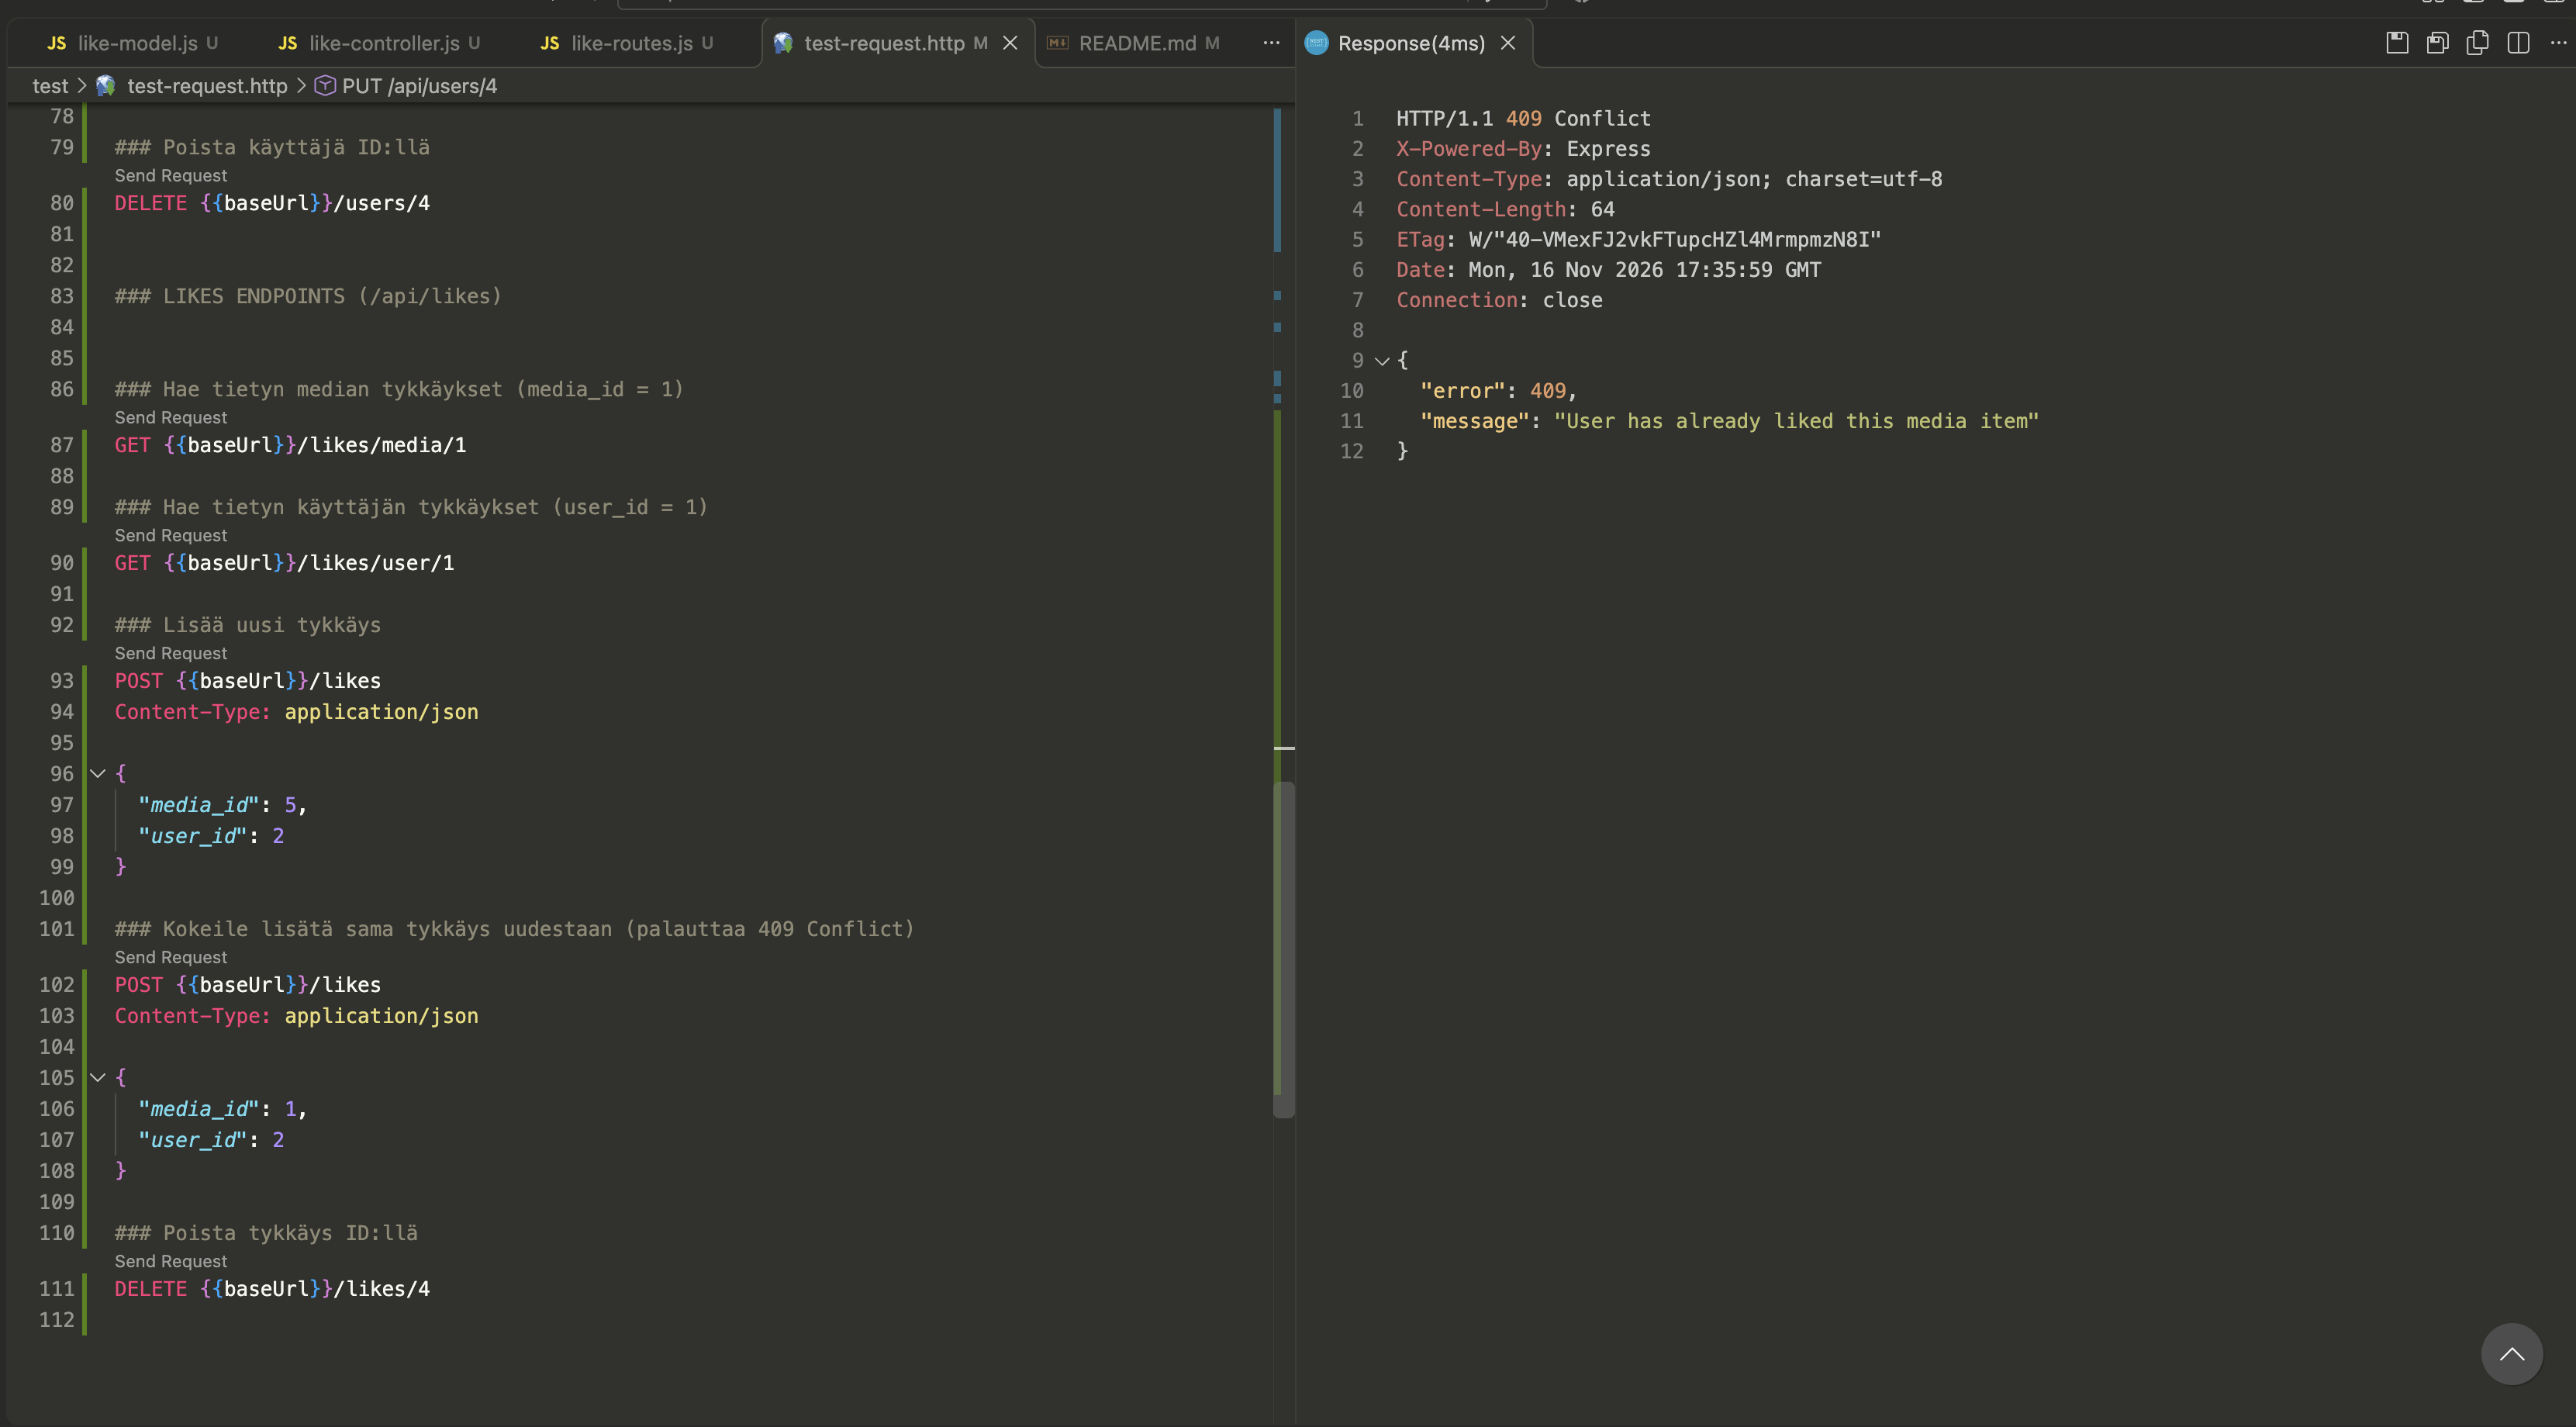 JS like-model.js U
JS like-controller.js U
JS like-routes.js U
test-request.http M
README.md M
Response(4ms)
test > test-request.http > PUT /api/users/4
78
79 ### Poista käyttäjä ID:llä
Send Request
80 DELETE {{baseUrl}}/users/4
81
82
83 ### LIKES ENDPOINTS (/api/likes)
84
85
86 ### Hae tietyn median tykkäykset (media_id = 1)
Send Request
87 GET {{baseUrl}}/likes/media/1
88
89 ### Hae tietyn käyttäjän tykkäykset (user_id = 1)
Send Request
90 GET {{baseUrl}}/likes/user/1
91
92 ### Lisää uusi tykkäys
Send Request
93 POST {{baseUrl}}/likes
94 Content-Type: application/json
95
96 {
97 "media_id": 5,
98 "user_id": 2
99 }
100
101 ### Kokeile lisätä sama tykkäys uudestaan (palauttaa 409 Conflict)
Send Request
102 POST {{baseUrl}}/likes
103 Content-Type: application/json
104
105 {
106 "media_id": 1,
107 "user_id": 2
108 }
109
110 ### Poista tykkäys ID:llä
Send Request
111 DELETE {{baseUrl}}/likes/4
112
1 HTTP/1.1 409 Conflict
2 X-Powered-By: Express
3 Content-Type: application/json; charset=utf-8
4 Content-Length: 64
5 ETag: W/"40-VMexFJ2vkFTupcHZl4MrmpmzN8I"
6 Date: Mon, 16 Nov 2026 17:35:59 GMT
7 Connection: close
8
9 {
10 "error": 409,
11 "message": "User has already liked this media item"
12 }